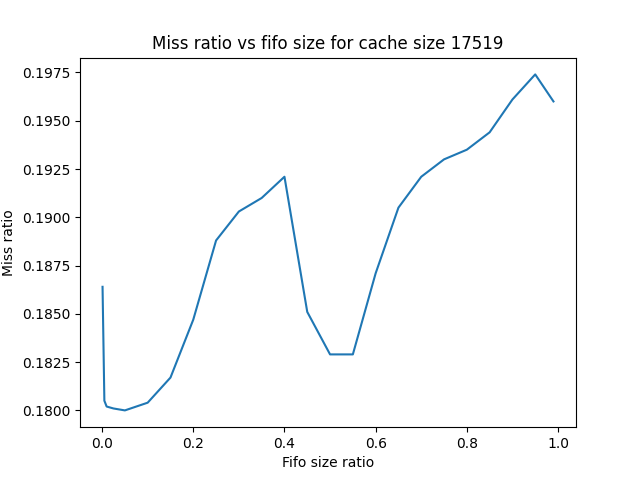 Miss ratio vs fifo size for cache size 17519
Miss ratio
0.1975
0.1950
0.1925
0.1900
0.1875
0.1850
0.1825
0.1800
0.0 0.2 0.4 0.6 0.8 1.0
Fifo size ratio